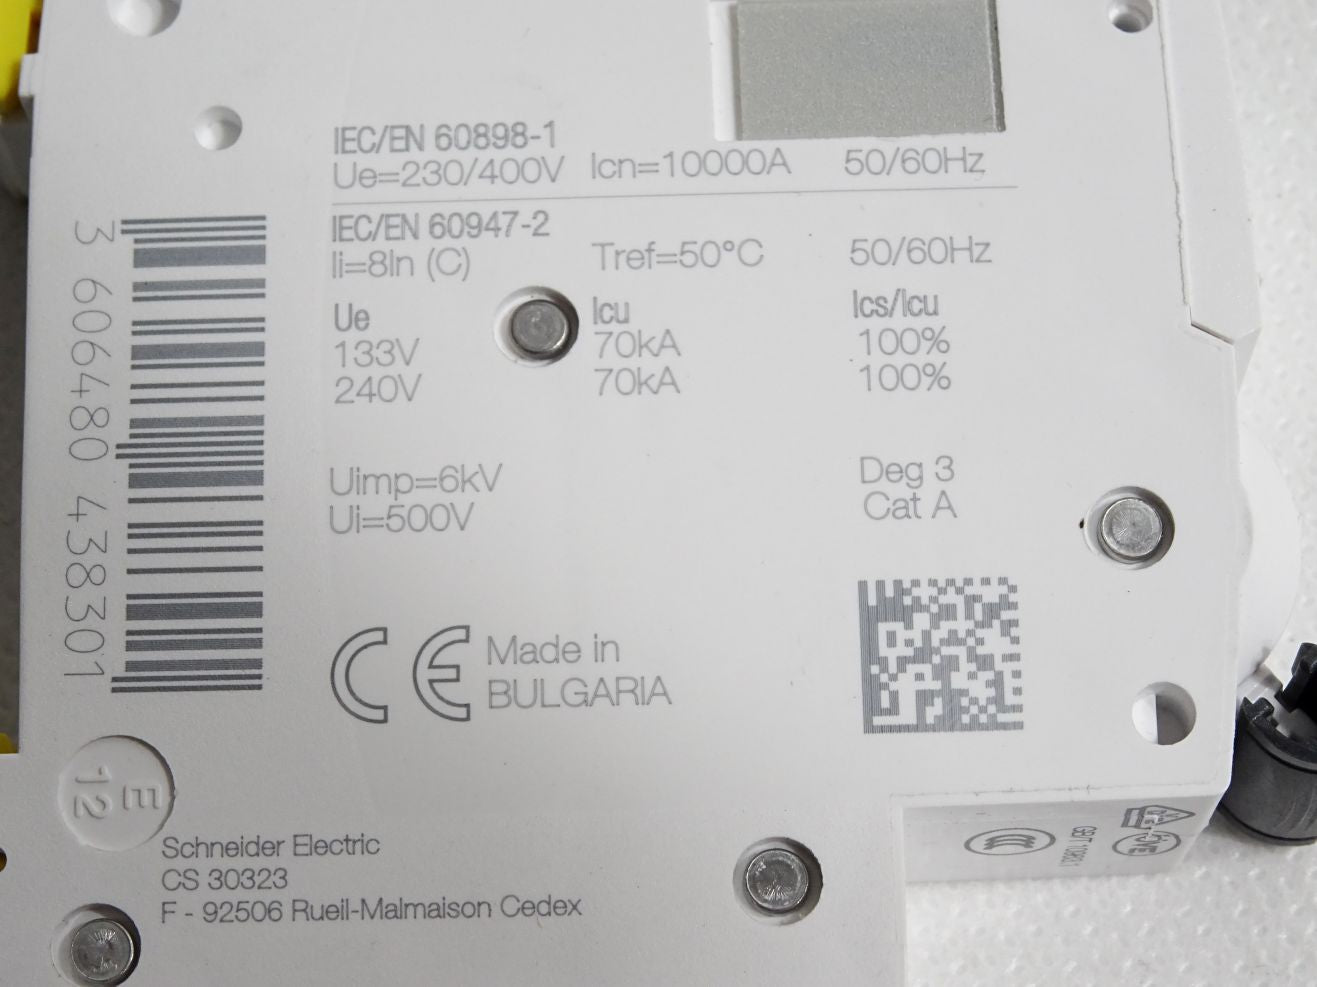 IEC/EN 60898-1
Ue=230/400V Icn=10000A 50/60Hz
IEC/EN 60947-2
Ii=8In (C) Tref=50°C 50/60Hz
Ue Icu Ics/Icu
133V 70kA 100%
240V 70kA 100%
Uimp=6kV Deg 3
Ui=500V Cat A
CE Made in
BULGARIA
3 606480 438301
E
12
Schneider Electric
CS 30323
F - 92506 Rueil-Malmaison Cedex
CCC